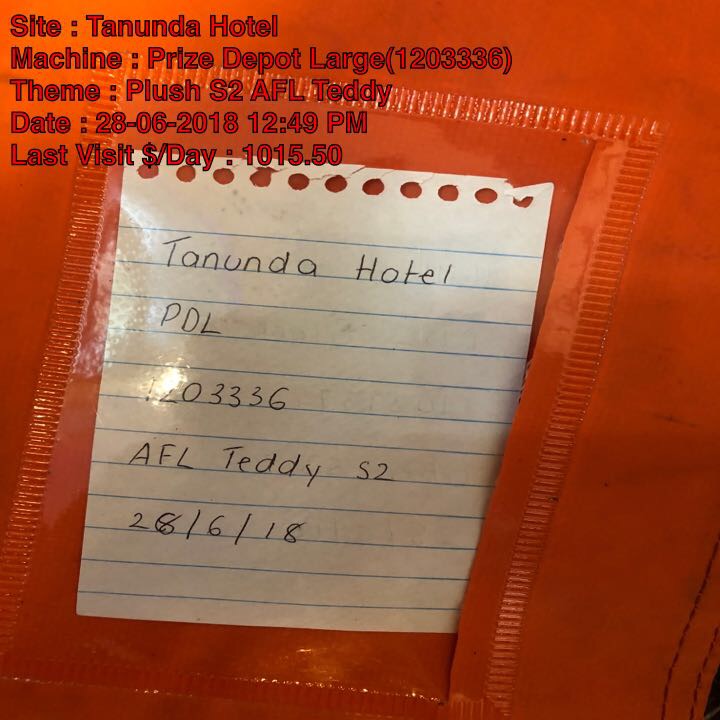 Site : Tanunda Hotel
Machine : Prize Depot Large(1203336)
Theme : Plush S2 AFL Teddy
Date : 28-06-2018 12:49 PM
Last Visit $/Day : 1015.50
Tanunda Hotel
PDL
1203336
AFL Teddy S2
28/6/18